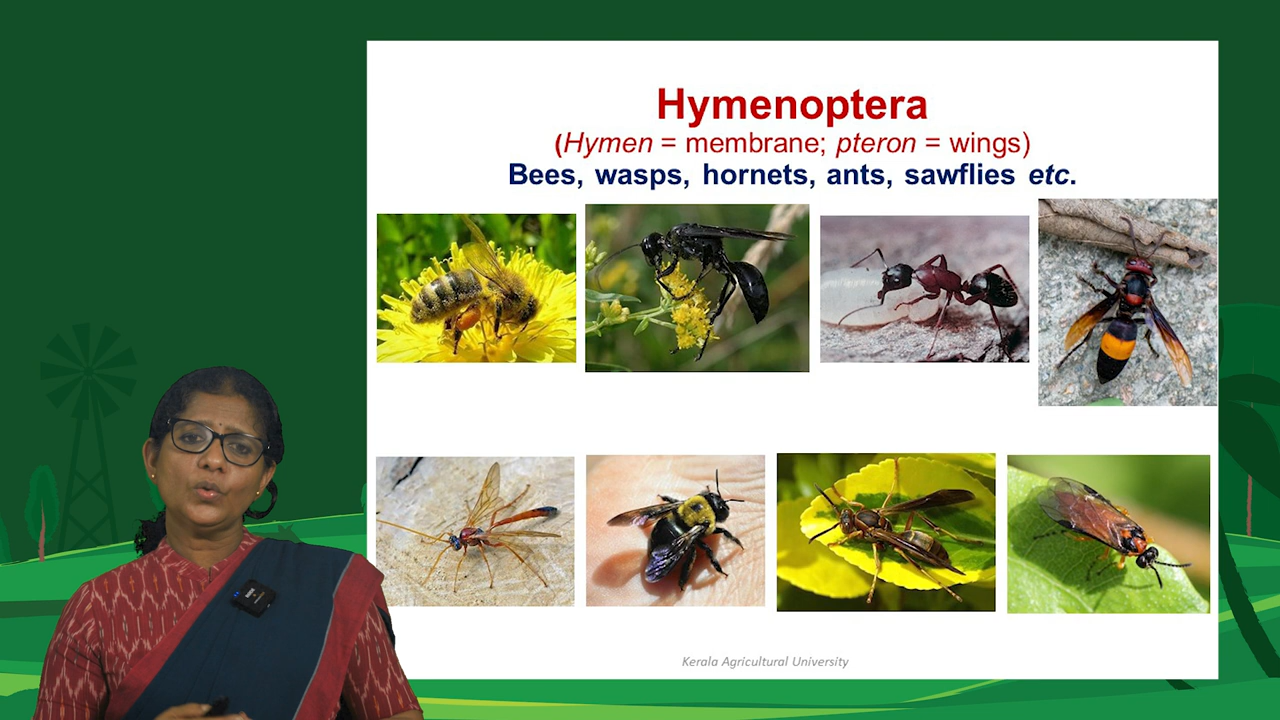 Hymenoptera
(Hymen = membrane; pteron = wings)
Bees, wasps, hornets, ants, sawflies etc.
Kerala Agricultural University